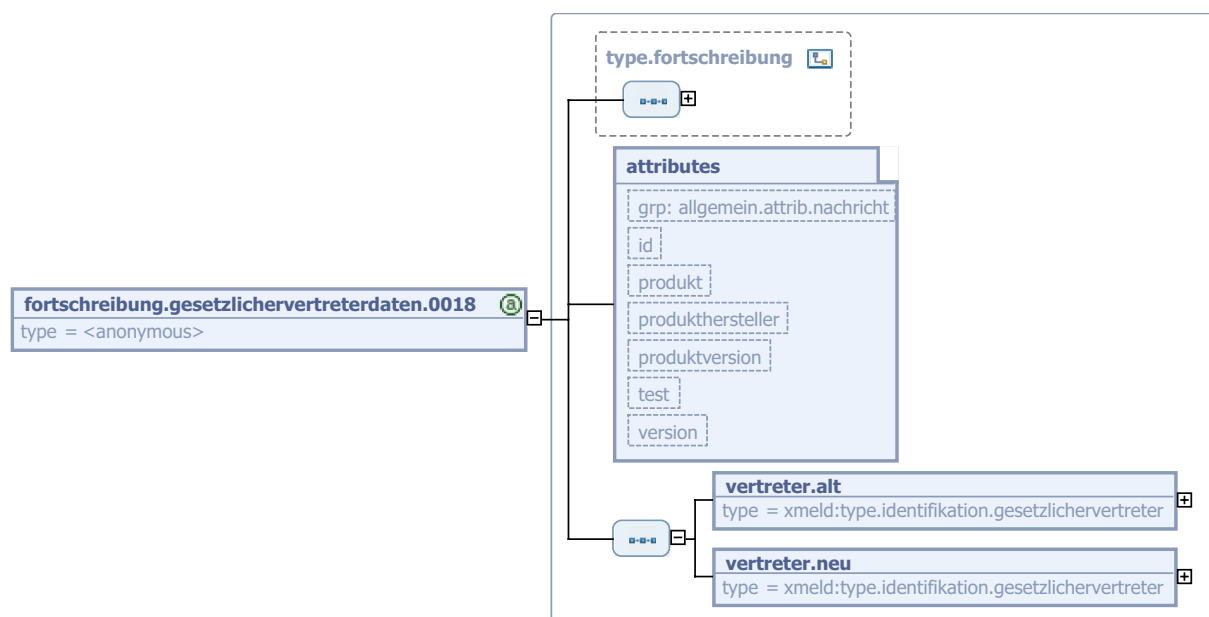 type.fortschreibung
attributes
grp: allgemein.attrib.nachricht
id
produkt
produkthersteller
produktversion
test
version
fortschreibung.gesetzlichervertreterdaten.0018
type = <anonymous>
vertreter.alt
type = xmeld:type.identifikation.gesetzlichervertreter
vertreter.neu
type = xmeld:type.identifikation.gesetzlichervertreter